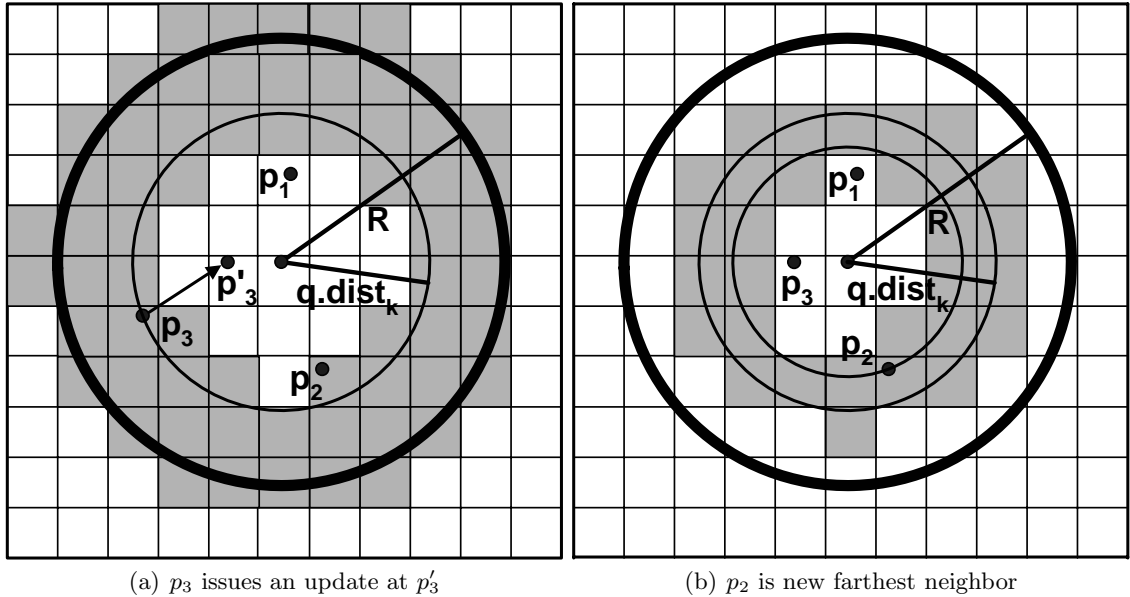 p₁
R
p'₃
q.distₖ
p₃
p₂
(a) p₃ issues an update at p′₃
p₁
R
p₃
q.distₖ
p₂
(b) p₂ is new farthest neighbor